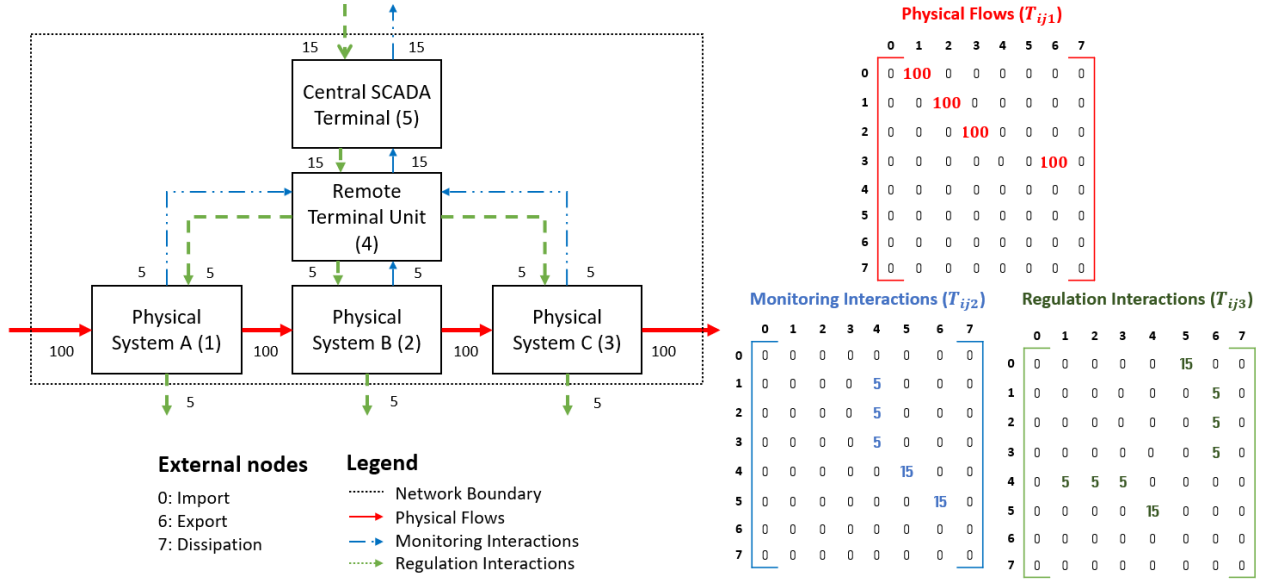 15 15
Central SCADA
Terminal (5)
15 15
Remote
Terminal Unit
(4)
5 5 5 5 5 5
Physical
System A (1)
Physical
System B (2)
Physical
System C (3)
100 100 100 100
5 5 5
External nodes
0: Import
6: Export
7: Dissipation
Legend
Network Boundary
Physical Flows
Monitoring Interactions
Regulation Interactions
Physical Flows (T_ij1)
0 1 2 3 4 5 6 7
0 0 100 0 0 0 0 0 0
1 0 0 100 0 0 0 0 0
2 0 0 0 100 0 0 0 0
3 0 0 0 0 0 0 100 0
4 0 0 0 0 0 0 0 0
5 0 0 0 0 0 0 0 0
6 0 0 0 0 0 0 0 0
7 0 0 0 0 0 0 0 0
Monitoring Interactions (T_ij2)
0 1 2 3 4 5 6 7
0 0 0 0 0 0 0 0 0
1 0 0 0 0 5 0 0 0
2 0 0 0 0 5 0 0 0
3 0 0 0 0 5 0 0 0
4 0 0 0 0 0 15 0 0
5 0 0 0 0 0 0 15 0
6 0 0 0 0 0 0 0 0
7 0 0 0 0 0 0 0 0
Regulation Interactions (T_ij3)
0 1 2 3 4 5 6 7
0 0 0 0 0 0 15 0 0
1 0 0 0 0 0 0 5 0
2 0 0 0 0 0 0 5 0
3 0 0 0 0 0 0 5 0
4 0 5 5 5 0 0 0 0
5 0 0 0 0 15 0 0 0
6 0 0 0 0 0 0 0 0
7 0 0 0 0 0 0 0 0